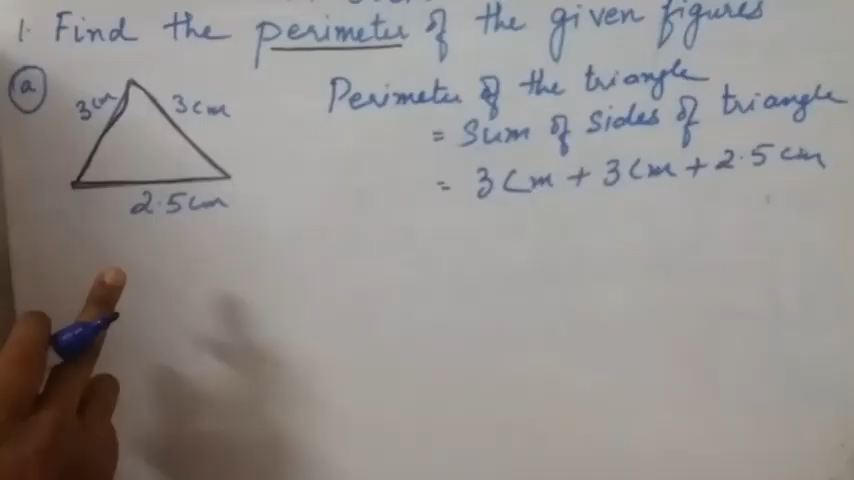 1. Find the perimeter of the given figures
(a)
3cm
3cm
2.5cm
Perimeter of the triangle
= Sum of Sides of triangle
= 3cm + 3cm + 2.5cm